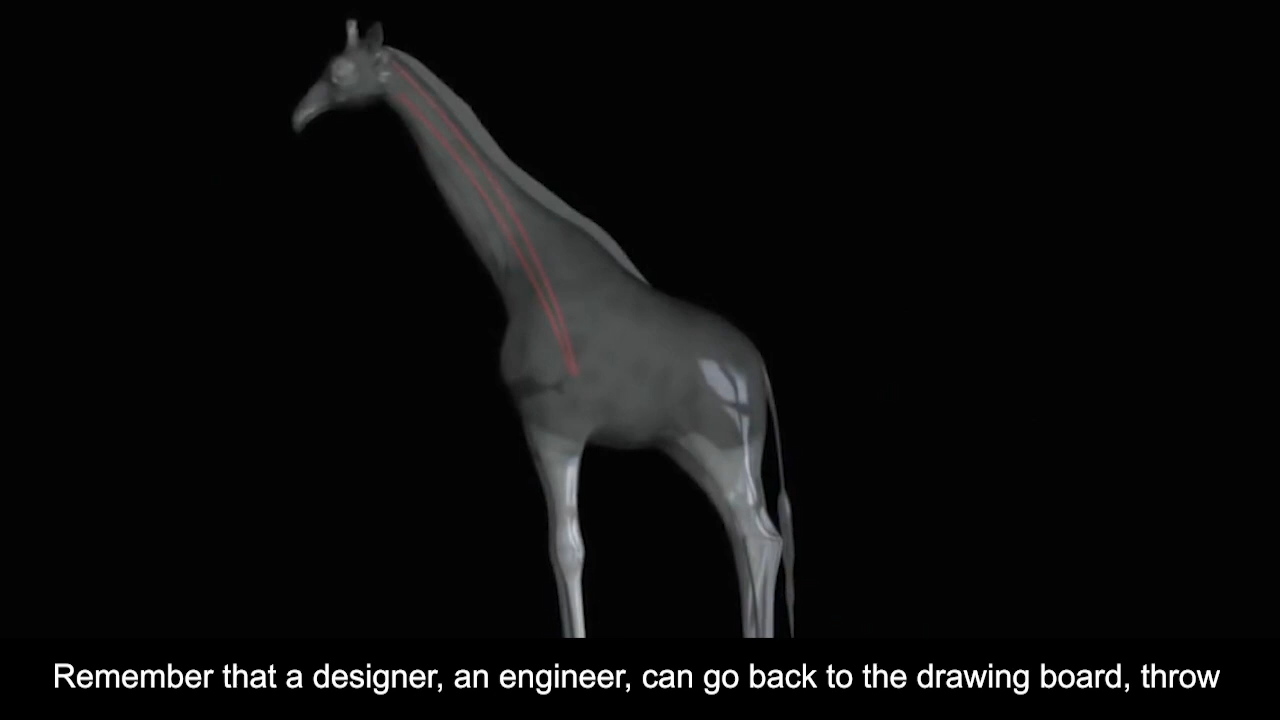 Remember that a designer, an engineer, can go back to the drawing board, throw